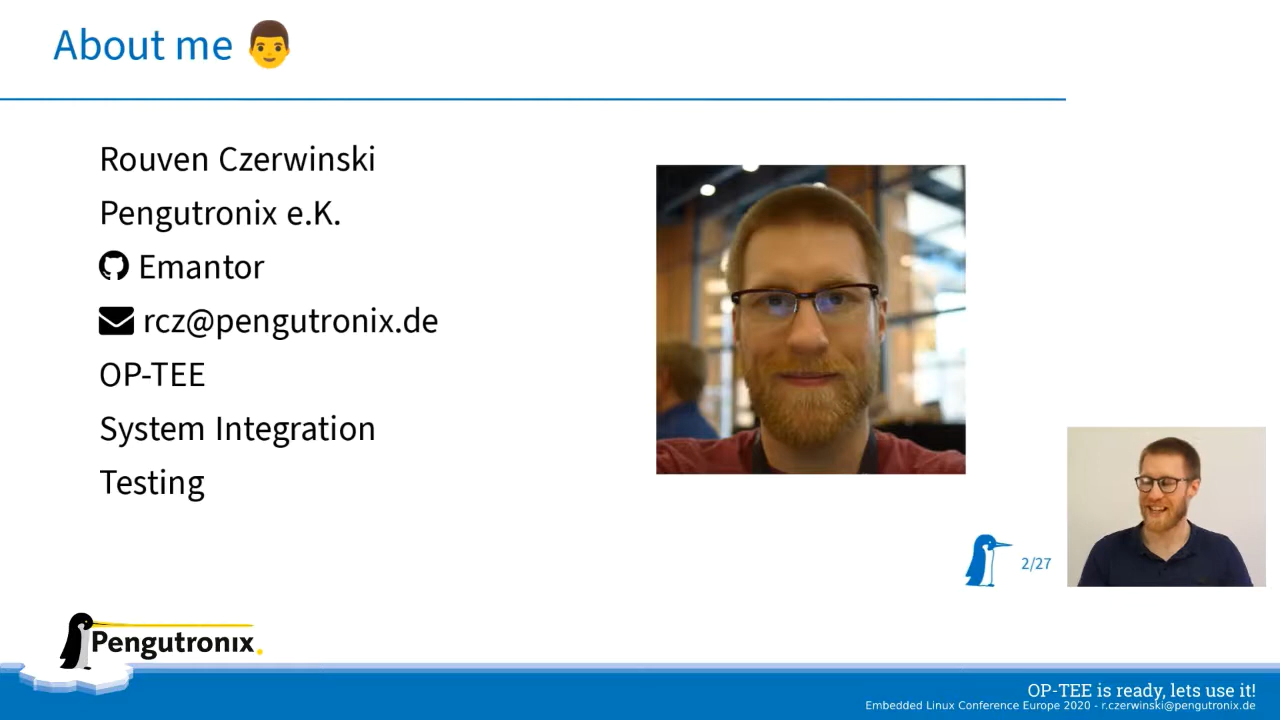 About me
Rouven Czerwinski
Pengutronix e.K.
Emantor
rcz@pengutronix.de
OP-TEE
System Integration
Testing
2/27
Pengutronix.
OP-TEE is ready, lets use it!
Embedded Linux Conference Europe 2020 - r.czerwinski@pengutronix.de